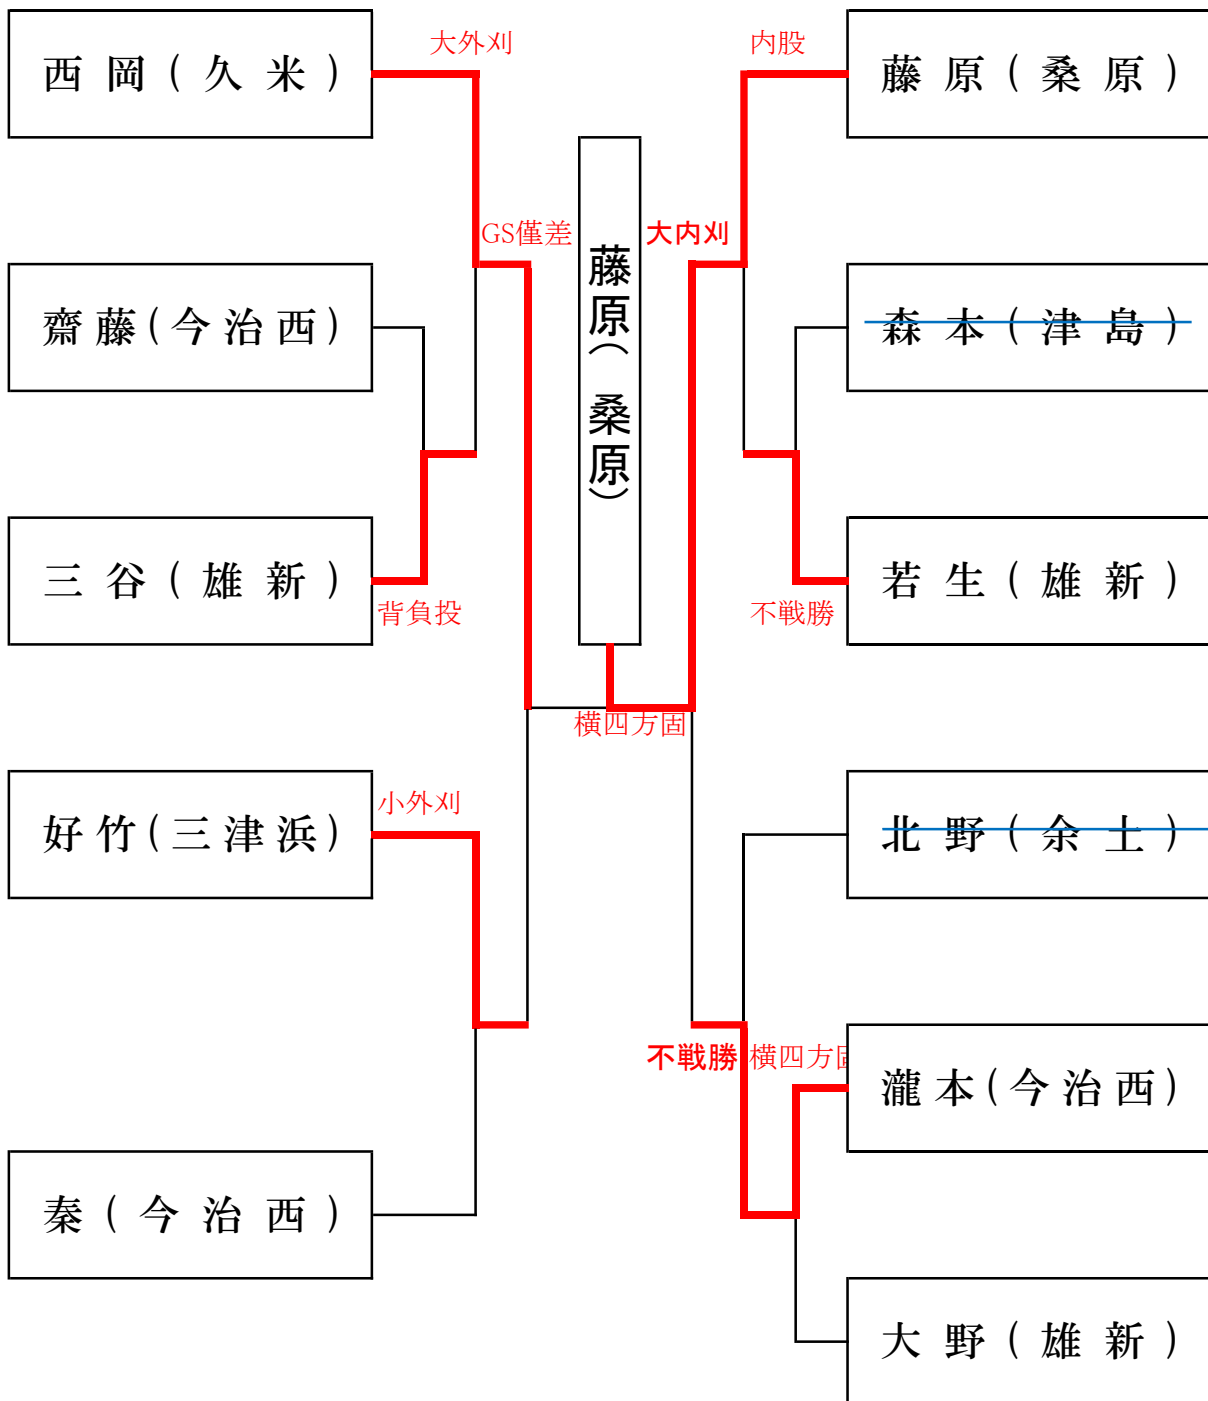 大外刈
内股
西岡(久米)
藤原(桑原)
GS僅差
大内刈
藤原(桑原)
齋藤(今治西)
森本(津島)
三谷(雄新)
若生(雄新)
背負投
不戦勝
横四方固
小外刈
好竹(三津浜)
北野(余土)
不戦勝
横四方固
瀧本(今治西)
秦(今治西)
大野(雄新)